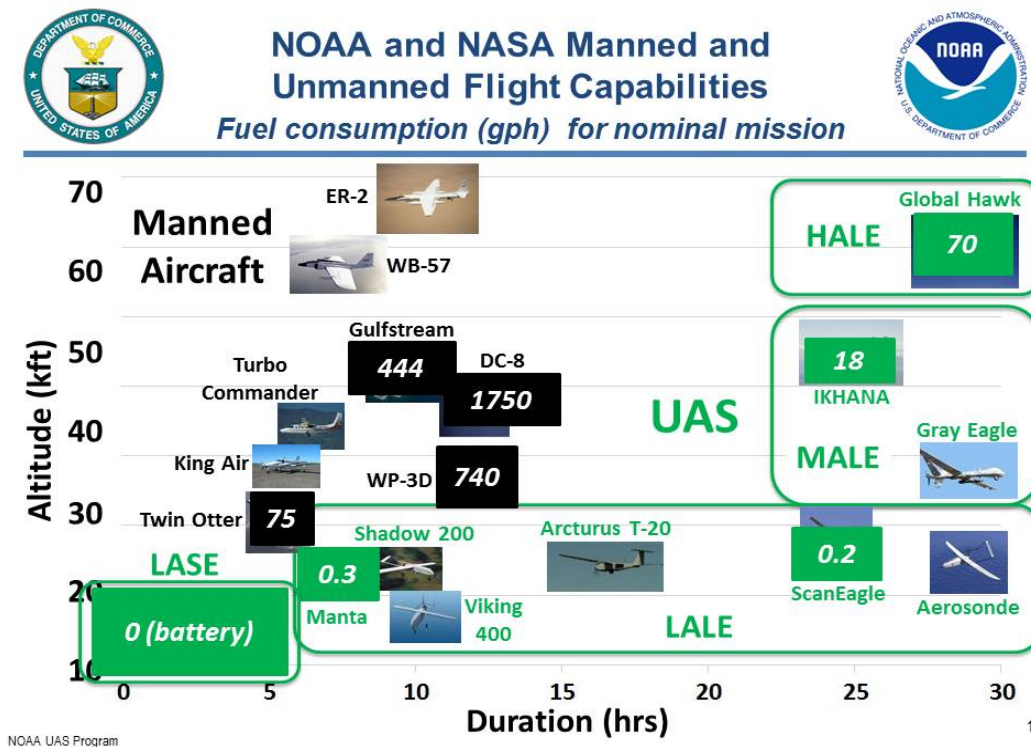 DEPARTMENT OF COMMERCE
UNITED STATES OF AMERICA
NOAA and NASA Manned and
Unmanned Flight Capabilities
Fuel consumption (gph) for nominal mission
NATIONAL OCEANIC AND ATMOSPHERIC ADMINISTRATION
NOAA
U.S. DEPARTMENT OF COMMERCE
Altitude (kft)
70
60
50
40
30
20
10
Manned
Aircraft
ER-2
WB-57
HALE
Global Hawk
70
Gulfstream
444
DC-8
1750
Turbo
Commander
UAS
18
IKHANA
King Air
WP-3D
740
MALE
Gray Eagle
Twin Otter
75
LASE
Shadow 200
0.3
Manta
Viking
400
Arcturus T-20
0.2
ScanEagle
Aerosonde
LALE
0 (battery)
0
5
10
15
20
25
30
Duration (hrs)
NOAA UAS Program
1